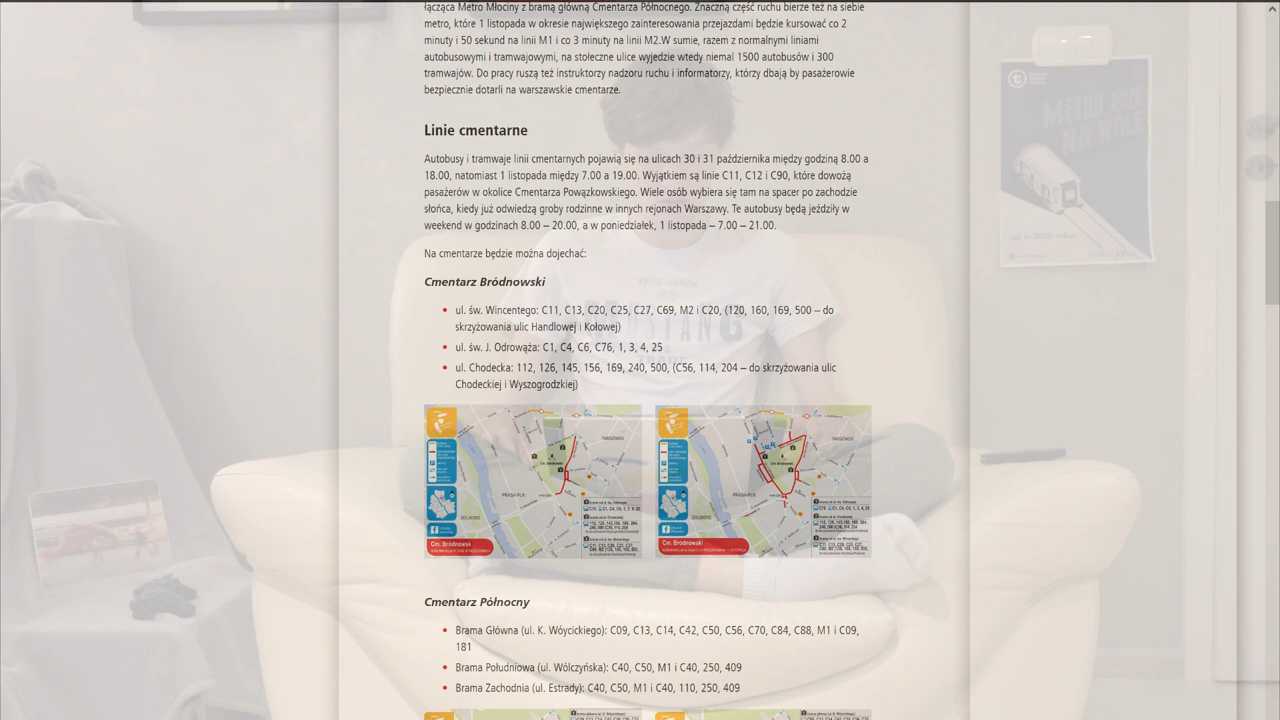 łącząca Metro Młociny z bramą główną Cmentarza Północnego. Znaczną część ruchu bierze też na siebie
metro, które 1 listopada w okresie największego zainteresowania przejazdami będzie kursować co 2
minuty i 50 sekund na linii M1 i co 3 minuty na linii M2.W sumie, razem z normalnymi liniami
autobusowymi i tramwajowymi, na stołeczne ulice wyjedzie wtedy niemal 1500 autobusów i 300
tramwajów. Do pracy ruszą też instruktorzy nadzoru ruchu i informatorzy, którzy dbają by pasażerowie
bezpiecznie dotarli na warszawskie cmentarze.
Linie cmentarne
Autobusy i tramwaje linii cmentarnych pojawią się na ulicach 30 i 31 października między godziną 8.00 a
18.00, natomiast 1 listopada między 7.00 a 19.00. Wyjątkiem są linie C11, C12 i C90, które dowożą
pasażerów w okolice Cmentarza Powązkowskiego. Wiele osób wybiera się tam na spacer po zachodzie
słońca, kiedy już odwiedzą groby rodzinne w innych rejonach Warszawy. Te autobusy będą jeździły w
weekend w godzinach 8.00 – 20.00, a w poniedziałek, 1 listopada – 7.00 – 21.00.
Na cmentarze będzie można dojechać:
Cmentarz Bródnowski
ul. św. Wincentego: C11, C13, C20, C25, C27, C69, M2 i C20, (120, 160, 169, 500 – do
skrzyżowania ulic Handlowej i Kołowej)
ul. św. J. Odrowąża: C1, C4, C6, C76, 1, 3, 4, 25
ul. Chodecka: 112, 126, 145, 156, 169, 240, 500, (C56, 114, 204 – do skrzyżowania ulic
Chodeckiej i Wyszogrodzkiej)
TARGÓWEK
TARGÓWEK
PRAGA-PŁN.
PRAGA-PŁN.
ŻOLIBORZ
ŻOLIBORZ
Cm. Bródnowski
Cm. Bródnowski
METRO 2020
NA WOLĘ
Cmentarz Północny
Brama Główna (ul. K. Wóycickiego): C09, C13, C14, C42, C50, C56, C70, C84, C88, M1 i C09,
181
Brama Południowa (ul. Wólczyńska): C40, C50, M1 i C40, 250, 409
Brama Zachodnia (ul. Estrady): C40, C50, M1 i C40, 110, 250, 409